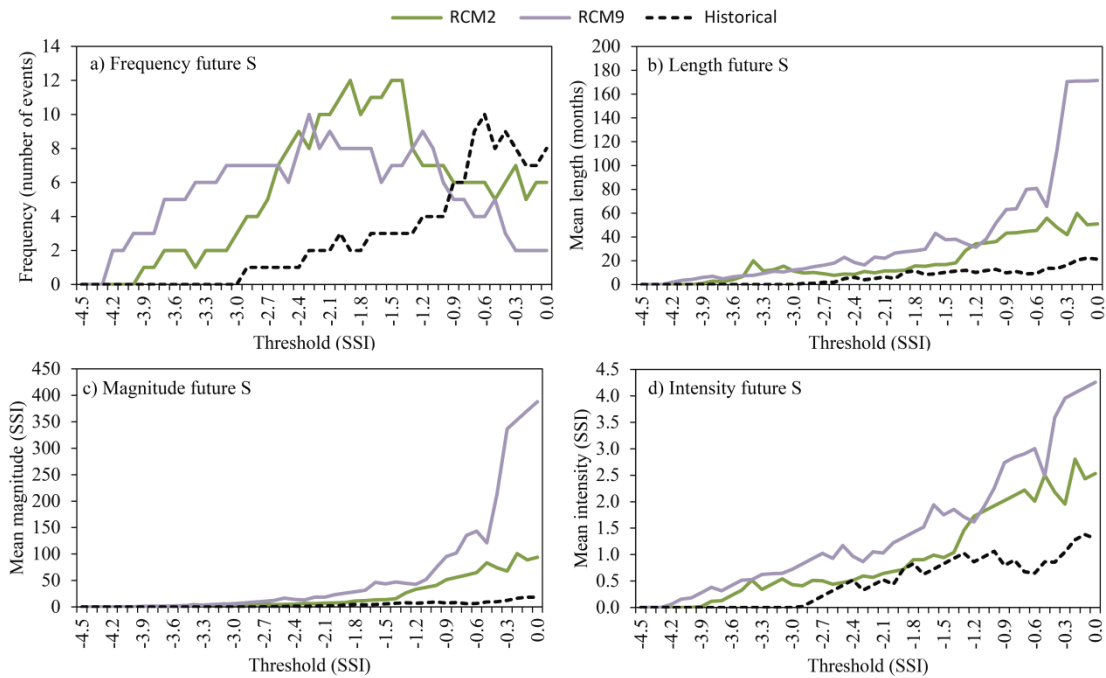 RCM2 RCM9 Historical
a) Frequency future S
Frequency (number of events)
14
12
10
8
6
4
2
0
-4.5 -4.2 -3.9 -3.6 -3.3 -3.0 -2.7 -2.4 -2.1 -1.8 -1.5 -1.2 -0.9 -0.6 -0.3 0.0
Threshold (SSI)
b) Length future S
Mean length (months)
200
180
160
140
120
100
80
60
40
20
0
-4.5 -4.2 -3.9 -3.6 -3.3 -3.0 -2.7 -2.4 -2.1 -1.8 -1.5 -1.2 -0.9 -0.6 -0.3 0.0
Threshold (SSI)
c) Magnitude future S
Mean magnitude (SSI)
450
400
350
300
250
200
150
100
50
0
-4.5 -4.2 -3.9 -3.6 -3.3 -3.0 -2.7 -2.4 -2.1 -1.8 -1.5 -1.2 -0.9 -0.6 -0.3 0.0
Threshold (SSI)
d) Intensity future S
Mean intensity (SSI)
4.5
4.0
3.5
3.0
2.5
2.0
1.5
1.0
0.5
0.0
-4.5 -4.2 -3.9 -3.6 -3.3 -3.0 -2.7 -2.4 -2.1 -1.8 -1.5 -1.2 -0.9 -0.6 -0.3 0.0
Threshold (SSI)